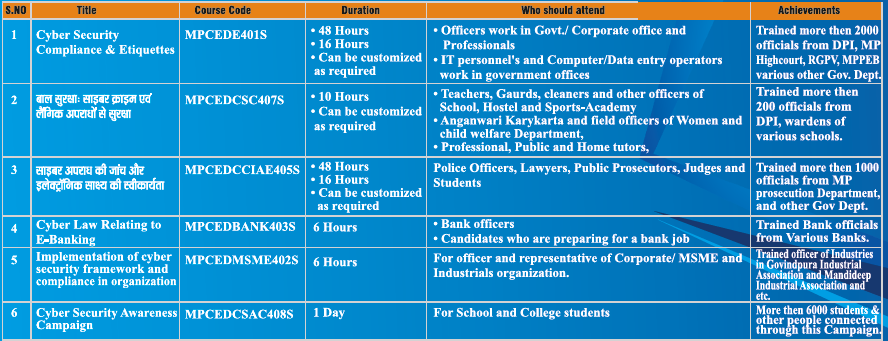 S.NO Title Course Code Duration Who should attend Achievements
1 Cyber Security
Compliance & Etiquettes
MPCEDE401S
• 48 Hours
• 16 Hours
• Can be customized
as required
• Officers work in Govt./ Corporate office and
Professionals
• IT personnel's and Computer/Data entry operators
work in government offices
Trained more then 2000
officials from DPI, MP
Highcourt, RGPV, MPPEB
various other Gov. Dept.
2 बाल सुरक्षाः साइबर क्राइम एवं
लैंगिक अपराधों से सुरक्षा
MPCEDCSC407S
• 10 Hours
• Can be customized
as required
• Teachers, Gaurds, cleaners and other officers of
School, Hostel and Sports-Academy
• Anganwari Karykarta and field officers of Women and
child welfare Department,
• Professional, Public and Home tutors,
Trained more then
200 officials from
DPI, wardens of
various schools.
3 साइबर अपराध की जांच और
इलेक्ट्रॉनिक साक्ष्य की स्वीकार्यता
MPCEDCCIAE405S
• 48 Hours
• 16 Hours
• Can be customized
as required
Police Officers, Lawyers, Public Prosecutors, Judges and
Students
Trained more then 1000
officials from MP
prosecution Department,
and other Gov Dept.
4 Cyber Law Relating to
E-Banking
MPCEDBANK403S
6 Hours
• Bank officers
• Candidates who are preparing for a bank job
Trained Bank officials
from Various Banks.
5 Implementation of cyber
security framework and
compliance in organization
MPCEDMSME402S
6 Hours
For officer and representative of Corporate/ MSME and
Industrials organization.
Trained officer of Industries
in Govindpura Industrial
Association and Mandideep
Industrial Association and
etc.
6 Cyber Security Awareness
Campaign
MPCEDCSAC408S
1 Day
For School and College students
More then 6000 students &
other people connected
through this Campaign.